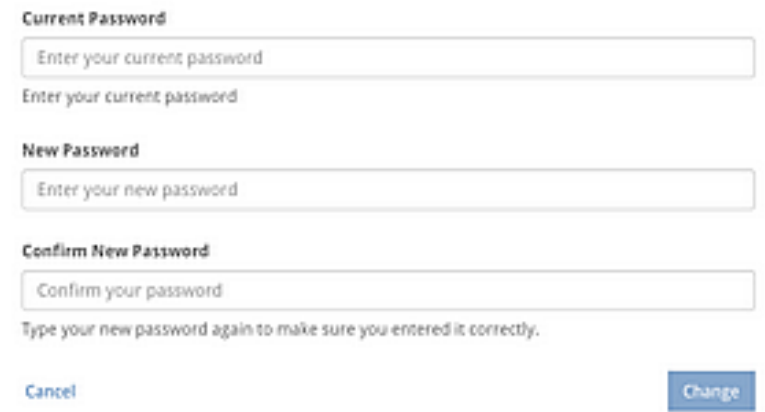 Current Password
Enter your current password
Enter your current password
New Password
Enter your new password
Confirm New Password
Confirm your password
Type your new password again to make sure you entered it correctly.
Cancel
Change